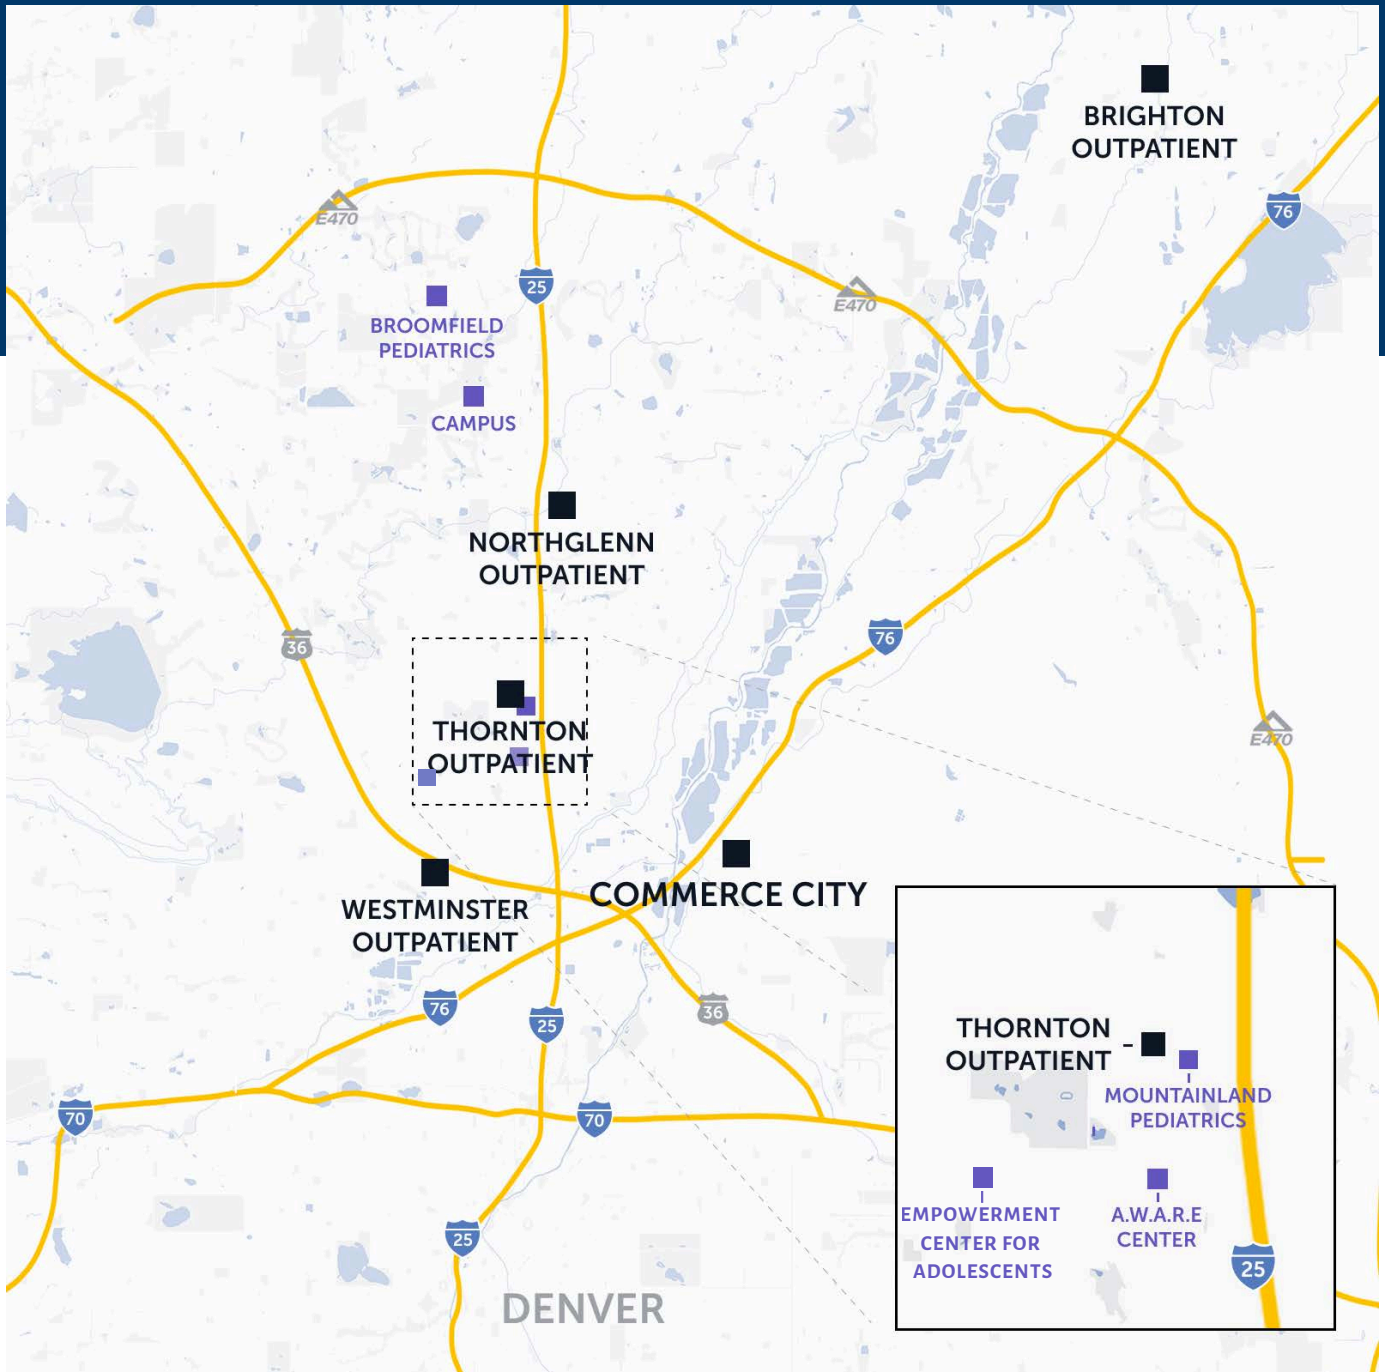 BRIGHTON
OUTPATIENT
E470
76
25
E470
BROOMFIELD
PEDIATRICS
CAMPUS
NORTHGLENN
OUTPATIENT
36
76
THORNTON
OUTPATIENT
E470
COMMERCE CITY
WESTMINSTER
OUTPATIENT
76
25
36
70
70
25
DENVER
THORNTON
OUTPATIENT
MOUNTAINLAND
PEDIATRICS
EMPOWERMENT
CENTER FOR
ADOLESCENTS
A.W.A.R.E
CENTER
25